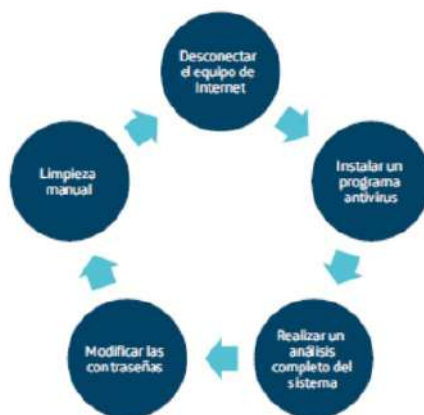 Desconectar
el equipo de
Internet
Instalar un
programa
antivirus
Realizar un
análisis
completo del
sistema
Modificar las
contraseñas
Limpieza
manual